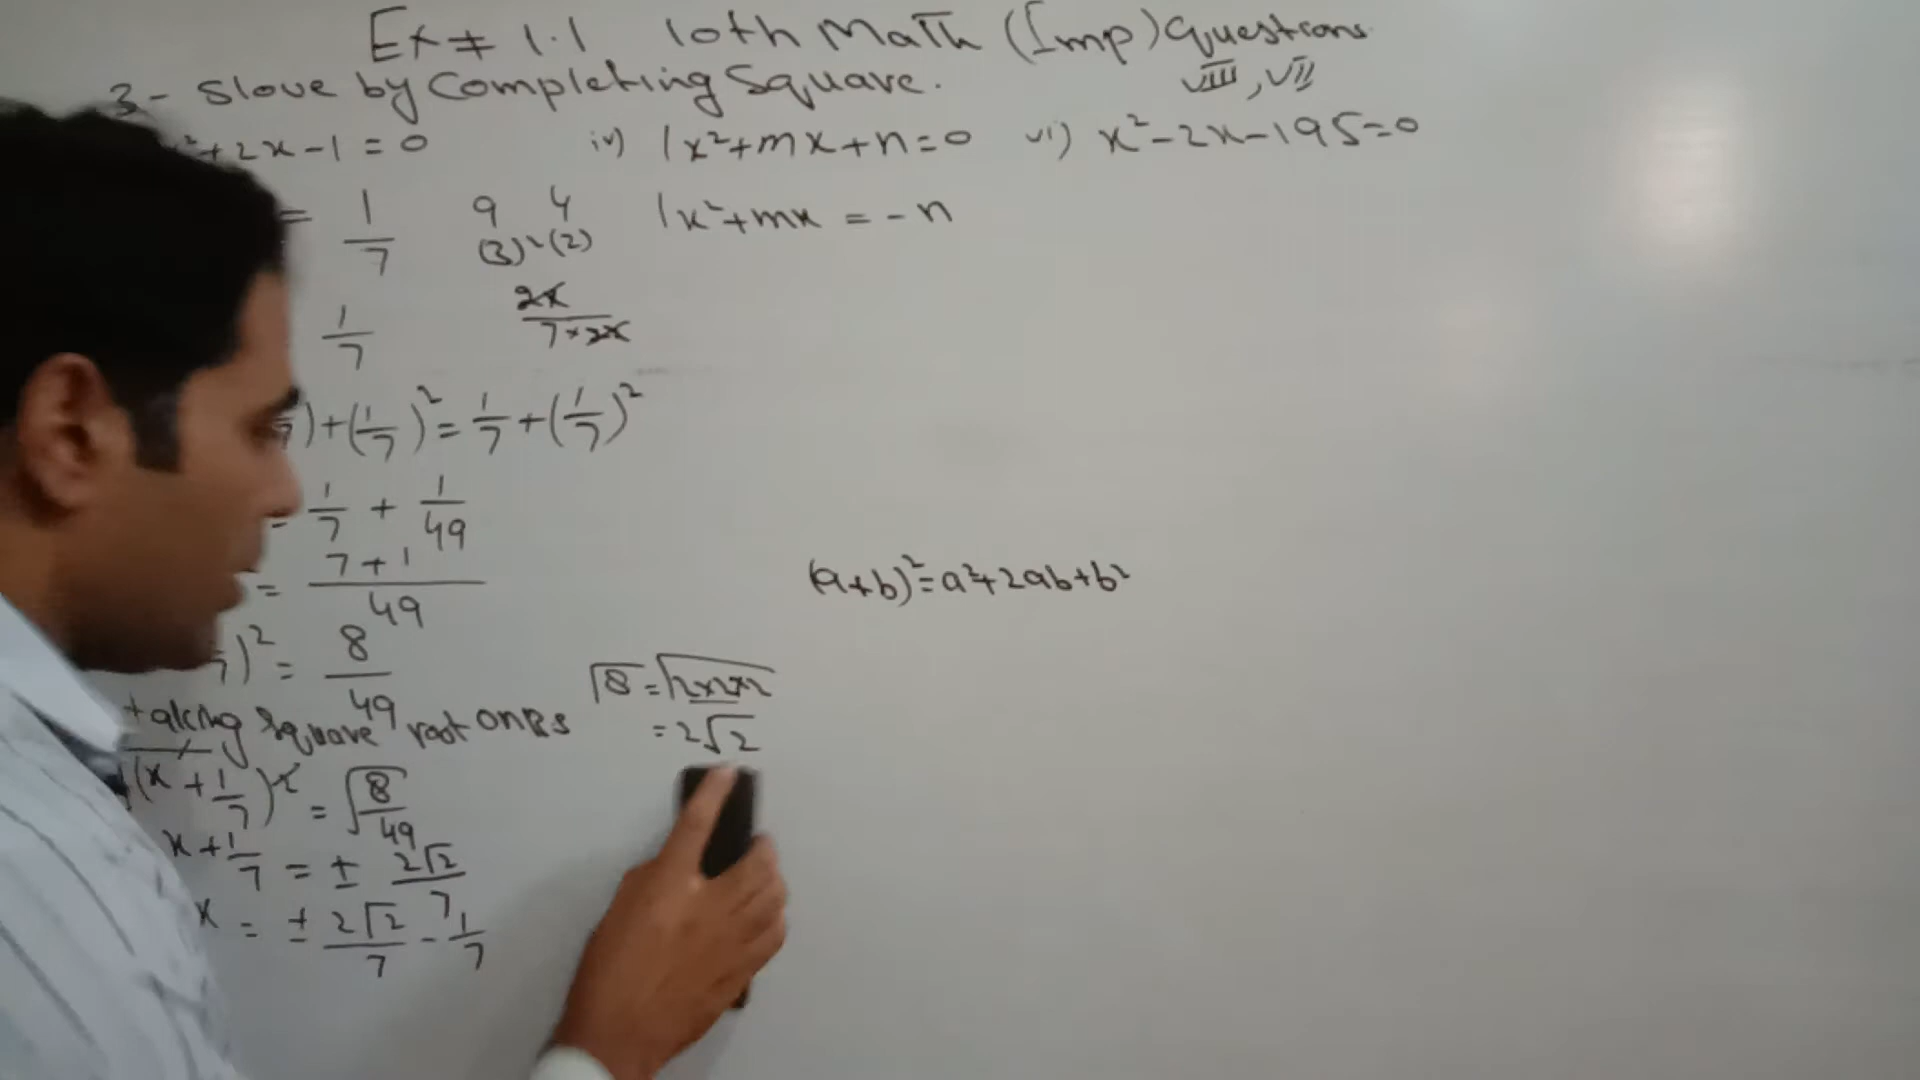 Ex # 1.1 10th Math (Imp) Questions
3- Slove by Completing Square. VIII, VII
x²+2x-1=0 iv) lx²+mx+n=0 vi) x²-2x-195=0
= 1/7 9 4 lx²+mx = -n
(3)² (2)
1/7 2x/7×2x
)+(1/7)²=1/7+(1/7)²
= 1/7 + 1/49
= 7+1/49 (a+b)²=a²+2ab+b²
)²= 8/49 √8=√2×2×2
taking square root on B s =2√2
(x+1/7)² = √8/49
x+1/7 = ± 2√2/7
x = ± 2√2/7 - 1/7